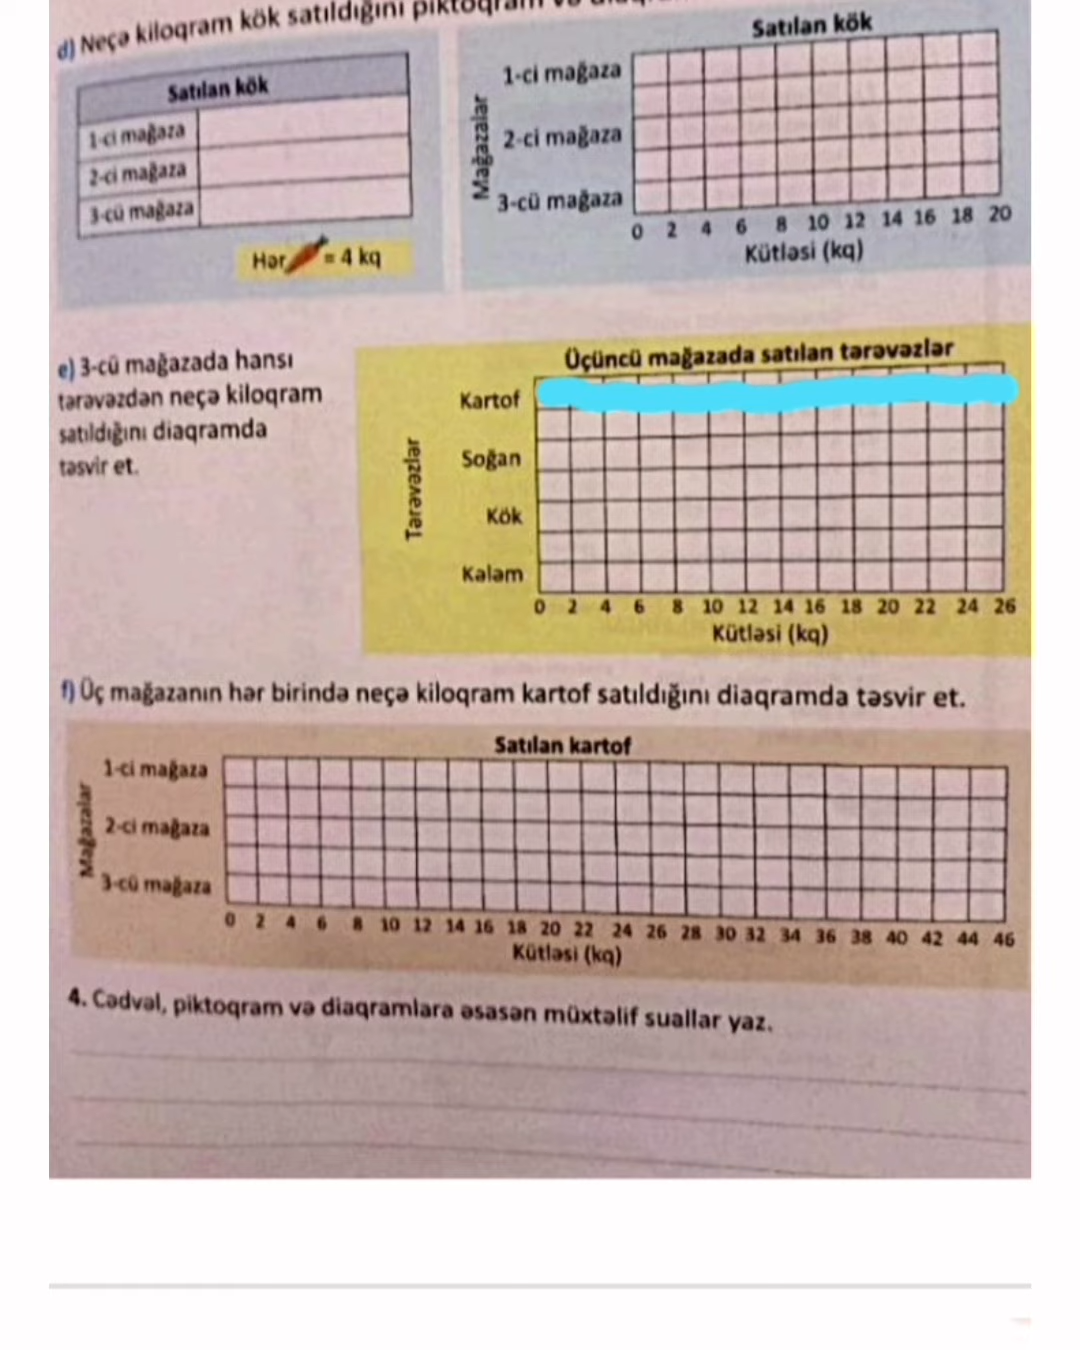 d) Neçə kiloqram kök satıldığını piktoqram
Satılan kök
1-ci mağaza
2-ci mağaza
3-cü mağaza
Hər = 4 kq
Satılan kök
Mağazalar
1-ci mağaza
2-ci mağaza
3-cü mağaza
0 2 4 6 8 10 12 14 16 18 20
Kütləsi (kq)
e) 3-cü mağazada hansı
tərəvəzdən neçə kiloqram
satıldığını diaqramda
təsvir et.
Üçüncü mağazada satılan tərəvəzlər
Tərəvəzlər
Kartof
Soğan
Kök
Kələm
0 2 4 6 8 10 12 14 16 18 20 22 24 26
Kütləsi (kq)
f) Üç mağazanın hər birində neçə kiloqram kartof satıldığını diaqramda təsvir et.
Satılan kartof
Mağazalar
1-ci mağaza
2-ci mağaza
3-cü mağaza
0 2 4 6 8 10 12 14 16 18 20 22 24 26 28 30 32 34 36 38 40 42 44 46
Kütləsi (kq)
4. Cədvəl, piktoqram və diaqramlara əsasən müxtəlif suallar yaz.